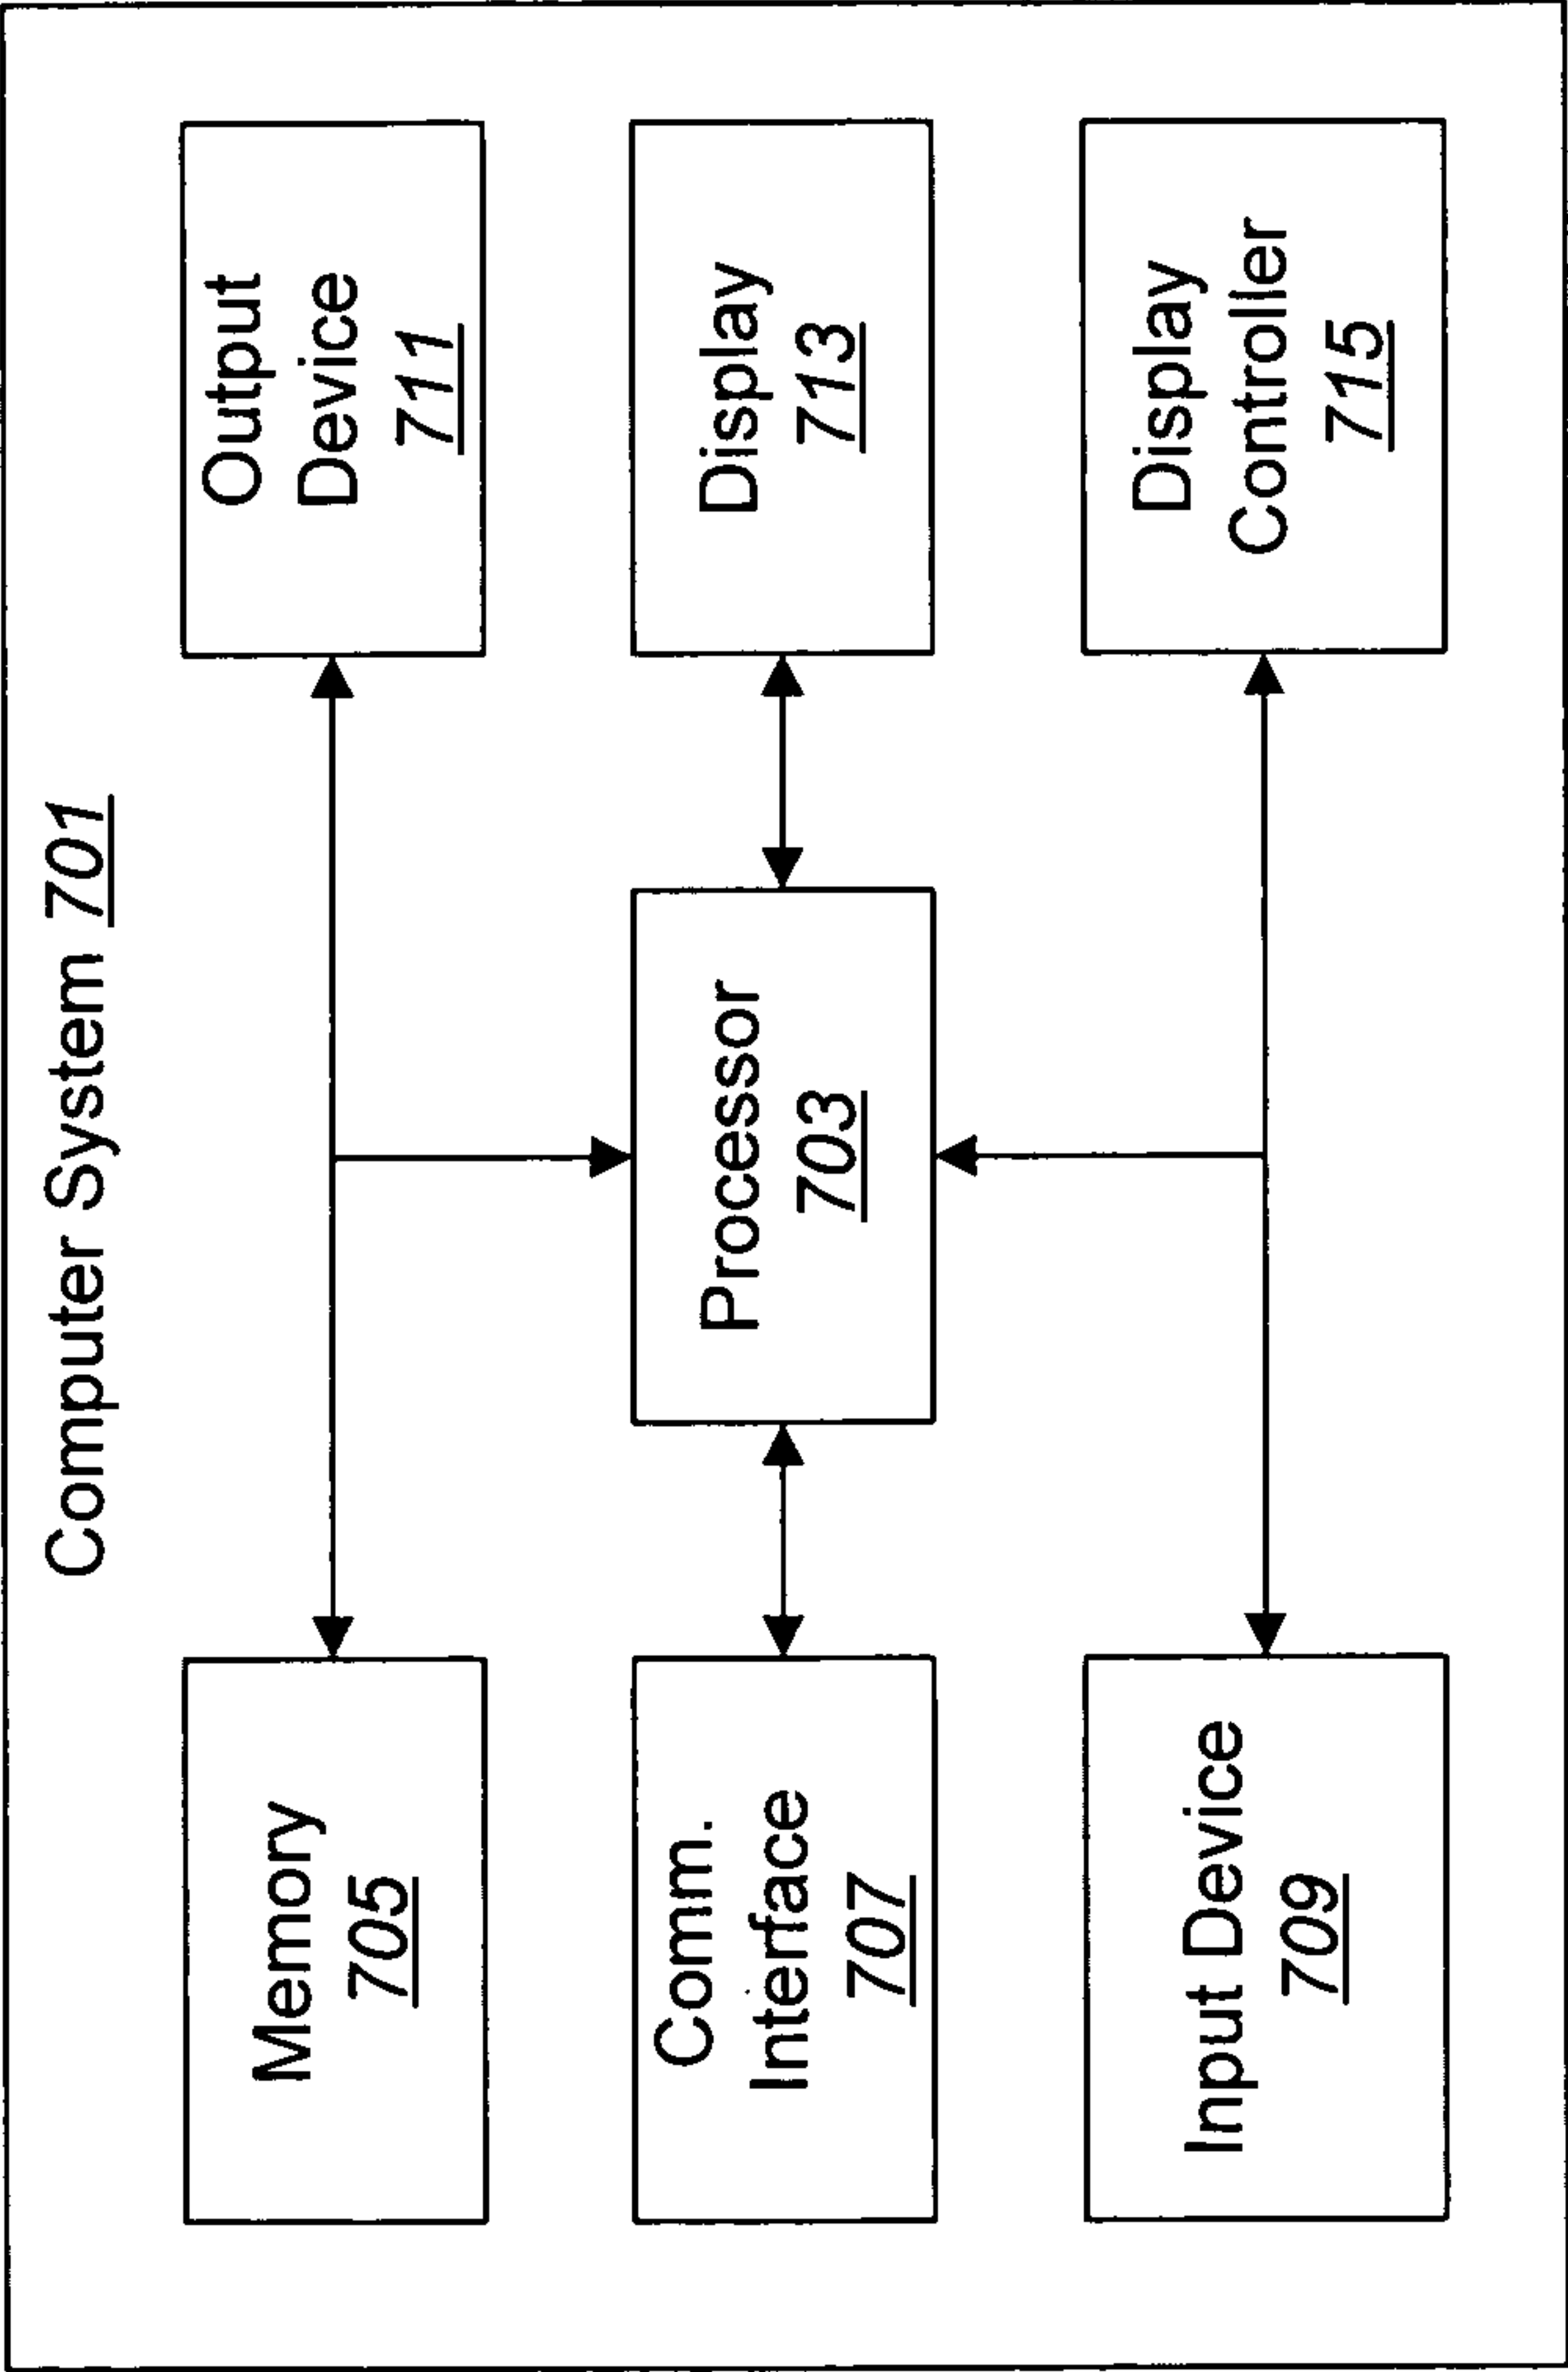 Computer System 701
Memory
705
Output
Device
711
Comm.
Interface
707
Processor
703
Display
713
Input Device
709
Display
Controller
715